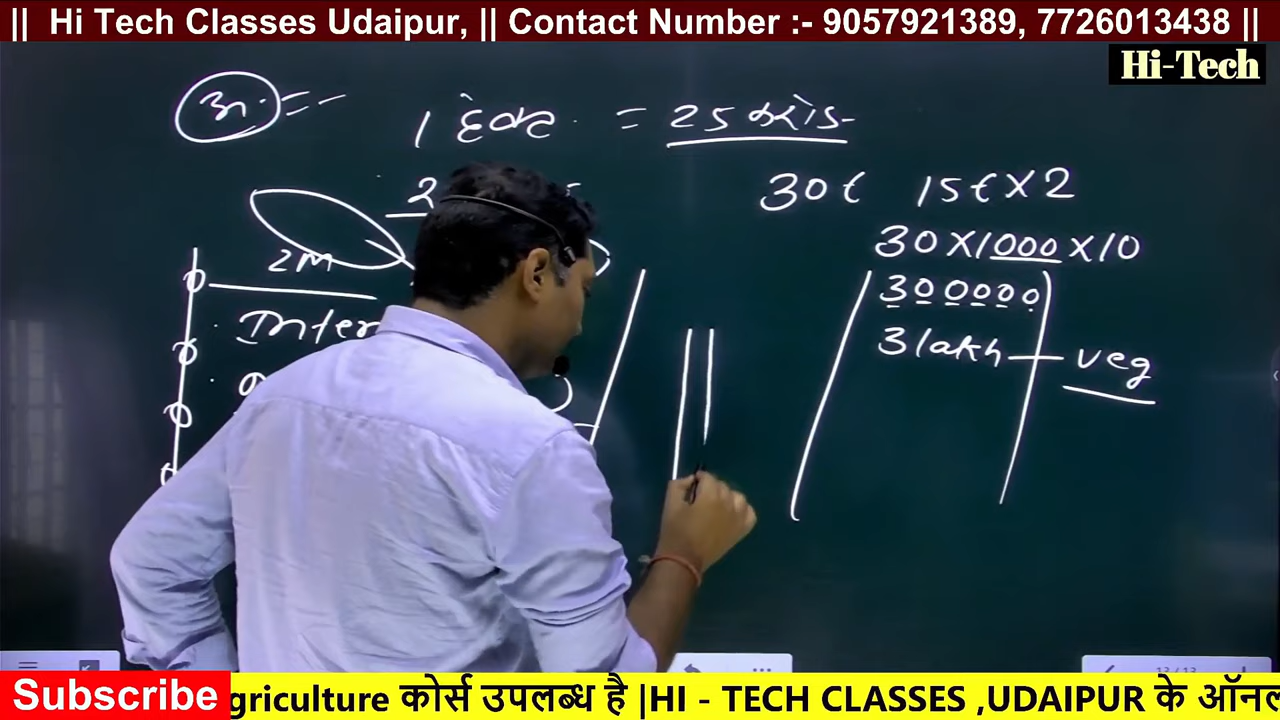 || Hi Tech Classes Udaipur, || Contact Number :- 9057921389, 7726013438 ||
Hi-Tech
1 हेक्ट. = 25 करोड़
30t 15t×2
2M
30×1000×10
300000
Inter
3lakh — veg
Subscribe
griculture कोर्स उपलब्ध है |HI - TECH CLASSES ,UDAIPUR के ऑनल